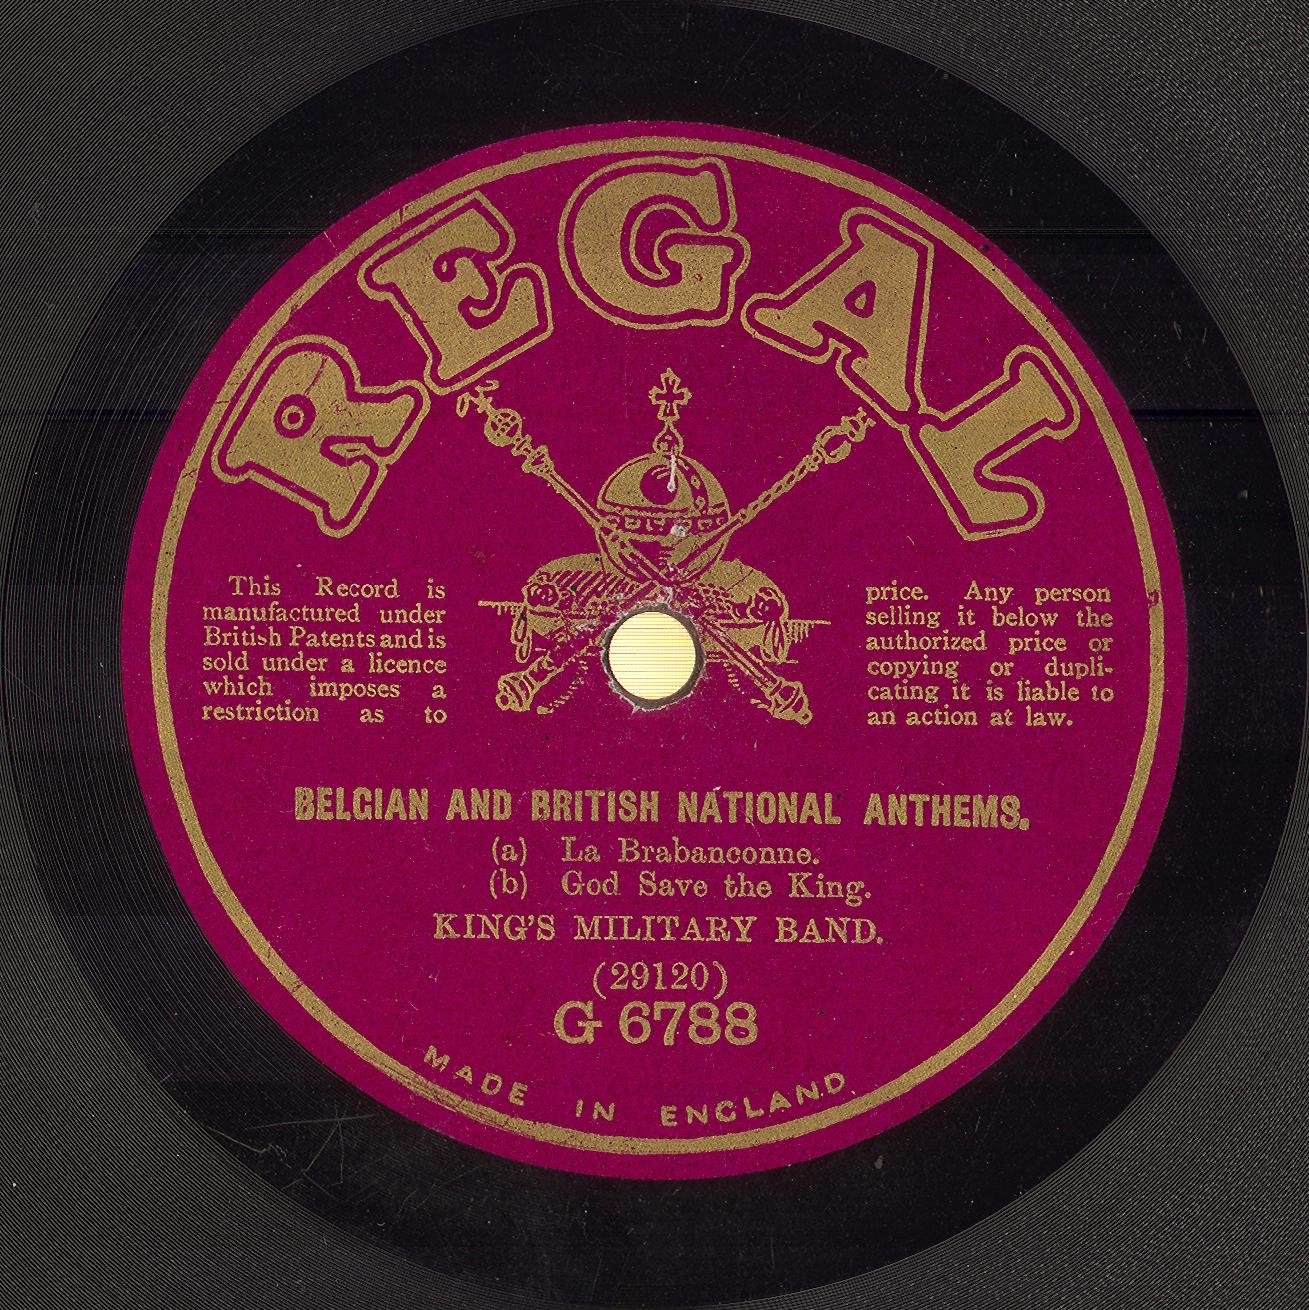 REGAL
This Record is
manufactured under
British Patents and is
sold under a licence
which imposes a
restriction as to
price. Any person
selling it below the
authorized price or
copying or dupli-
cating it is liable to
an action at law.
BELGIAN AND BRITISH NATIONAL ANTHEMS.
(a) La Brabanconne.
(b) God Save the King.
KING'S MILITARY BAND.
(29120)
G 6788
MADE IN ENGLAND.